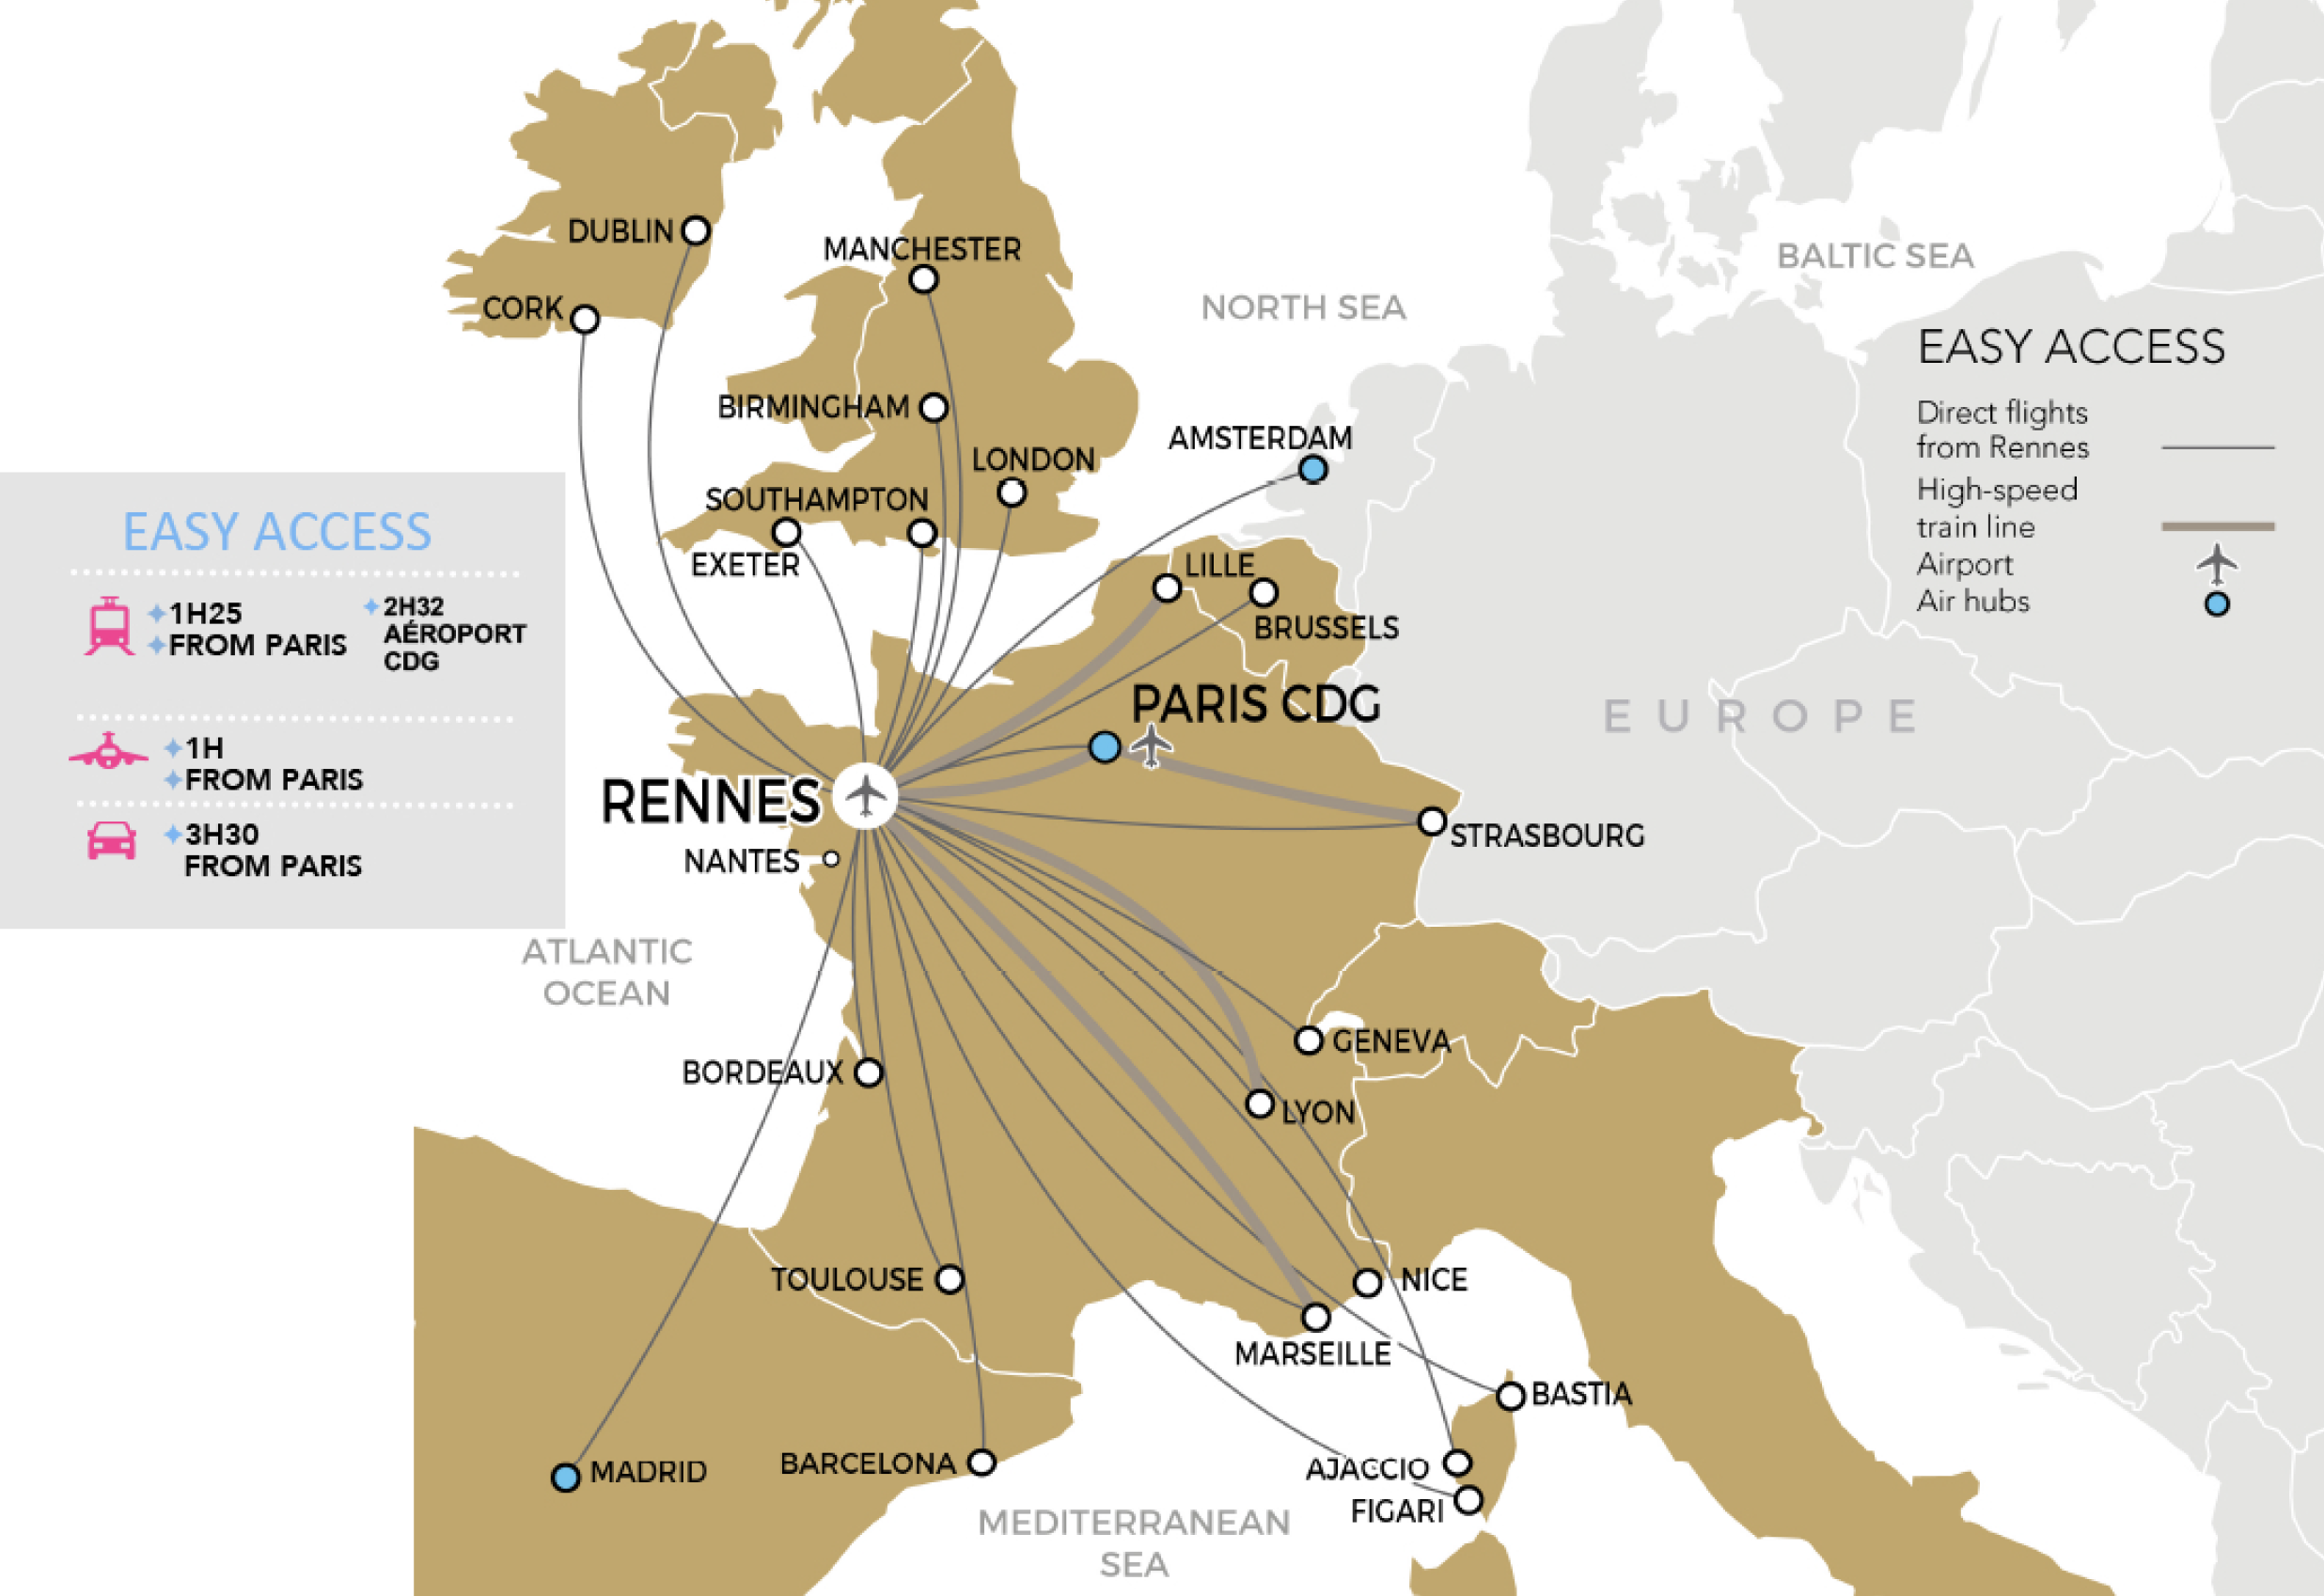 DUBLIN
MANCHESTER
CORK
NORTH SEA
BALTIC SEA
BIRMINGHAM
AMSTERDAM
LONDON
SOUTHAMPTON
EXETER
LILLE
BRUSSELS
EASY ACCESS
Direct flights
from Rennes
High-speed
train line
Airport
Air hubs
EASY ACCESS
1H25
FROM PARIS
2H32
AÉROPORT
CDG
1H
FROM PARIS
3H30
FROM PARIS
PARIS CDG
EUROPE
RENNES
STRASBOURG
NANTES
ATLANTIC
OCEAN
GENEVA
BORDEAUX
LYON
TOULOUSE
NICE
MARSEILLE
BASTIA
MADRID
BARCELONA
AJACCIO
FIGARI
MEDITERRANEAN
SEA